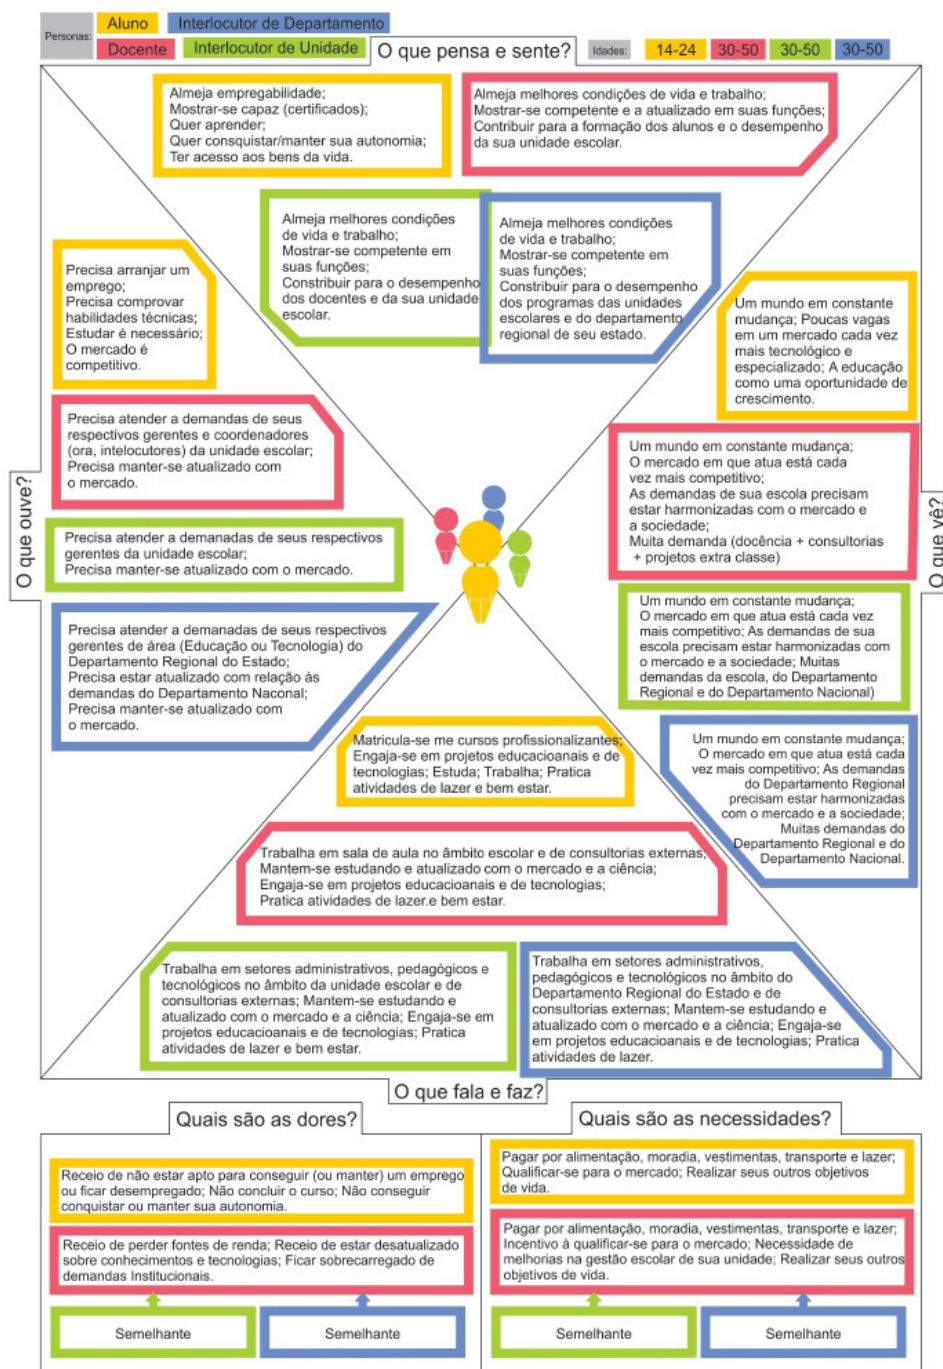 Personas:
Aluno
Interlocutor de Departamento
Docente
Interlocutor de Unidade
O que pensa e sente?
Idades:
14-24
30-50
30-50
30-50
Almeja empregabilidade;
Mostrar-se capaz (certificados);
Quer aprender;
Quer consquistar/manter sua autonomia;
Ter acesso aos bens da vida.
Almeja melhores condições de vida e trabalho;
Mostrar-se competente e a atualizado em suas funções;
Contribuir para a formação dos alunos e o desempenho
da sua unidade escolar.
Almeja melhores condições
de vida e trabalho;
Mostrar-se competente em
suas funções;
Constribuir para o desempenho
dos docentes e da sua unidade
escolar.
Almeja melhores condições
de vida e trabalho;
Mostrar-se competente em
suas funções;
Constribuir para o desempenho
dos programas das unidades
escolares e do departamento
regional de seu estado.
O que ouve?
Precisa arranjar um
emprego;
Precisa comprovar
habilidades técnicas;
Estudar é necessário;
O mercado é
competitivo.
Precisa atender a demandas de seus
respectivos gerentes e coordenadores
(ora, intelocutores) da unidade escolar;
Precisa manter-se atualizado com
o mercado.
Precisa atender a demanadas de seus respectivos
gerentes da unidade escolar;
Precisa manter-se atualizado com o mercado.
Precisa atender a demanadas de seus respectivos
gerentes de área (Educação ou Tecnologia) do
Departamento Regional do Estado;
Precisa estar atualizado com relação às
demandas do Departamento Naconal;
Precisa manter-se atualizado com
o mercado.
O que vê?
Um mundo em constante
mudança; Poucas vagas
em um mercado cada vez
mais tecnológico e
especializado; A educação
como uma oportunidade de
crescimento.
Um mundo em constante mudança;
O mercado em que atua está cada
vez mais competitivo;
As demandas de sua escola precisam
estar harmonizadas com o mercado e
a sociedade;
Muita demanda (docência + consultorias
+ projetos extra classe)
Um mundo em constante mudança;
O mercado em que atua está cada vez
mais competitivo; As demandas de sua
escola precisam estar harmonizadas com
o mercado e a sociedade; Muitas
demandas da escola, do Departamento
Regional e do Departamento Nacional)
Um mundo em constante mudança;
O mercado em que atua está cada
vez mais competitivo; As demandas
do Departamento Regional
precisam estar harmonizadas
com o mercado e a sociedade;
Muitas demandas do
Departamento Regional e do
Departamento Nacional.
Matricula-se me cursos profissionalizantes;
Engaja-se em projetos educacioanais e de
tecnologias; Estuda; Trabalha; Pratica
atividades de lazer e bem estar.
Trabalha em sala de aula no âmbito escolar e de consultorias externas;
Mantem-se estudando e atualizado com o mercado e a ciência;
Engaja-se em projetos educacioanais e de tecnologias;
Pratica atividades de lazer.e bem estar.
Trabalha em setores administrativos, pedagógicos e
tecnológicos no âmbito da unidade escolar e de
consultorias externas; Mantem-se estudando e
atualizado com o mercado e a ciência; Engaja-se em
projetos educacioanais e de tecnologias; Pratica
atividades de lazer e bem estar.
Trabalha em setores administrativos,
pedagógicos e tecnológicos no âmbito do
Departamento Regional do Estado e de
consultorias externas; Mantem-se estudando e
atualizado com o mercado e a ciência; Engaja-se
em projetos educacioanais e de tecnologias; Pratica
atividades de lazer.
O que fala e faz?
Quais são as dores?
Receio de não estar apto para conseguir (ou manter) um emprego
ou ficar desempregado; Não concluir o curso; Não conseguir
conquistar ou manter sua autonomia.
Receio de perder fontes de renda; Receio de estar desatualizado
sobre conhecimentos e tecnologias; Ficar sobrecarregado de
demandas Institucionais.
Semelhante
Semelhante
Quais são as necessidades?
Pagar por alimentação, moradia, vestimentas, transporte e lazer;
Qualificar-se para o mercado; Realizar seus outros objetivos
de vida.
Pagar por alimentação, moradia, vestimentas, transporte e lazer;
Incentivo à qualificar-se para o mercado; Necessidade de
melhorias na gestão escolar de sua unidade; Realizar seus outros
objetivos de vida.
Semelhante
Semelhante